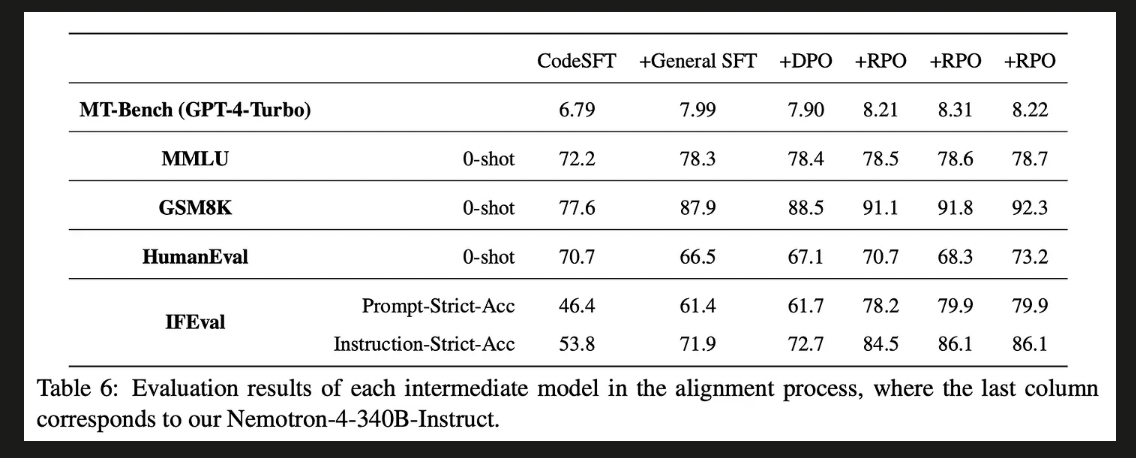 CodeSFT +General SFT +DPO +RPO +RPO +RPO
MT-Bench (GPT-4-Turbo) 6.79 7.99 7.90 8.21 8.31 8.22
MMLU 0-shot 72.2 78.3 78.4 78.5 78.6 78.7
GSM8K 0-shot 77.6 87.9 88.5 91.1 91.8 92.3
HumanEval 0-shot 70.7 66.5 67.1 70.7 68.3 73.2
IFEval
Prompt-Strict-Acc 46.4 61.4 61.7 78.2 79.9 79.9
Instruction-Strict-Acc 53.8 71.9 72.7 84.5 86.1 86.1
Table 6: Evaluation results of each intermediate model in the alignment process, where the last column
corresponds to our Nemotron-4-340B-Instruct.